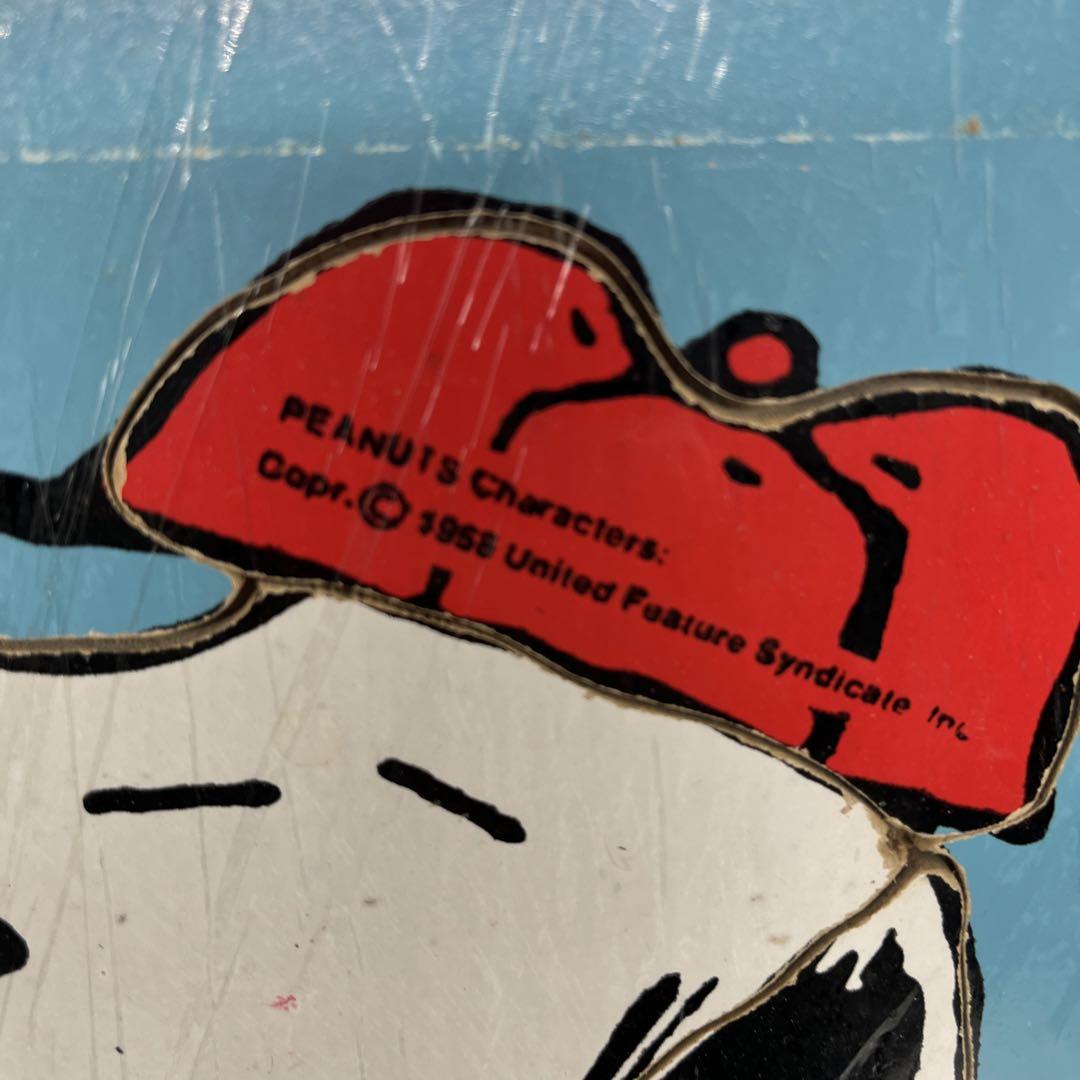 PEANUTS Characters:
Copr. © 1958 United Feature Syndicate Inc